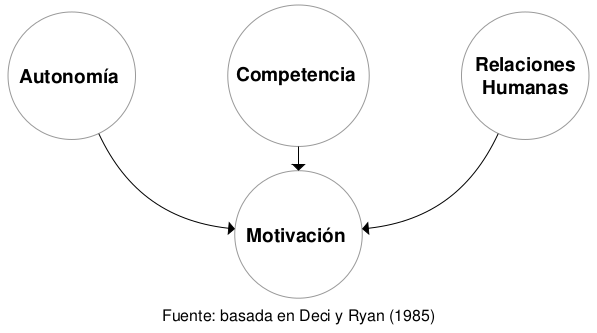 Autonomía
Competencia
Relaciones
Humanas
Motivación
Fuente: basada en Deci y Ryan (1985)